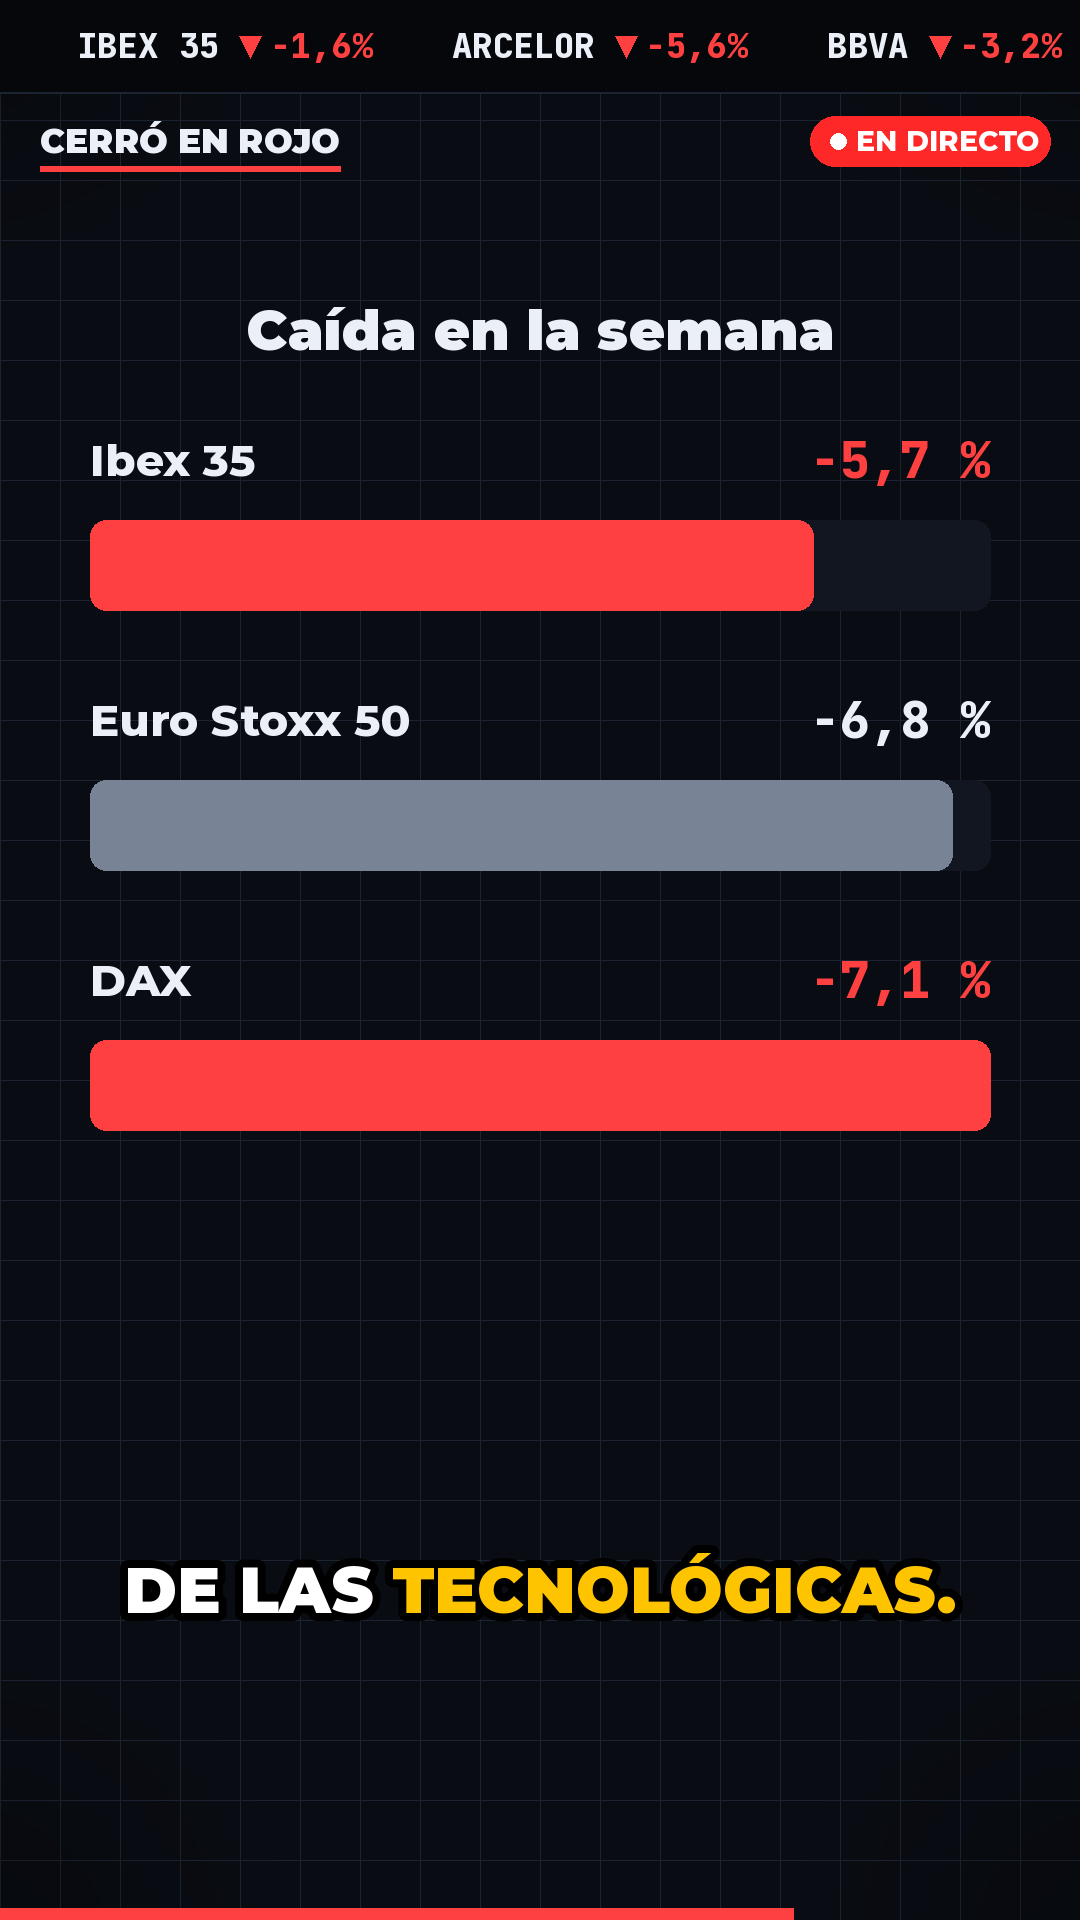 IBEX 35 ▼ -1,6% ARCELOR ▼ -5,6% BBVA ▼ -3,2%
CERRÓ EN ROJO
EN DIRECTO
Caída en la semana
Ibex 35 -5,7 %
Euro Stoxx 50 -6,8 %
DAX -7,1 %
DE LAS TECNOLÓGICAS.